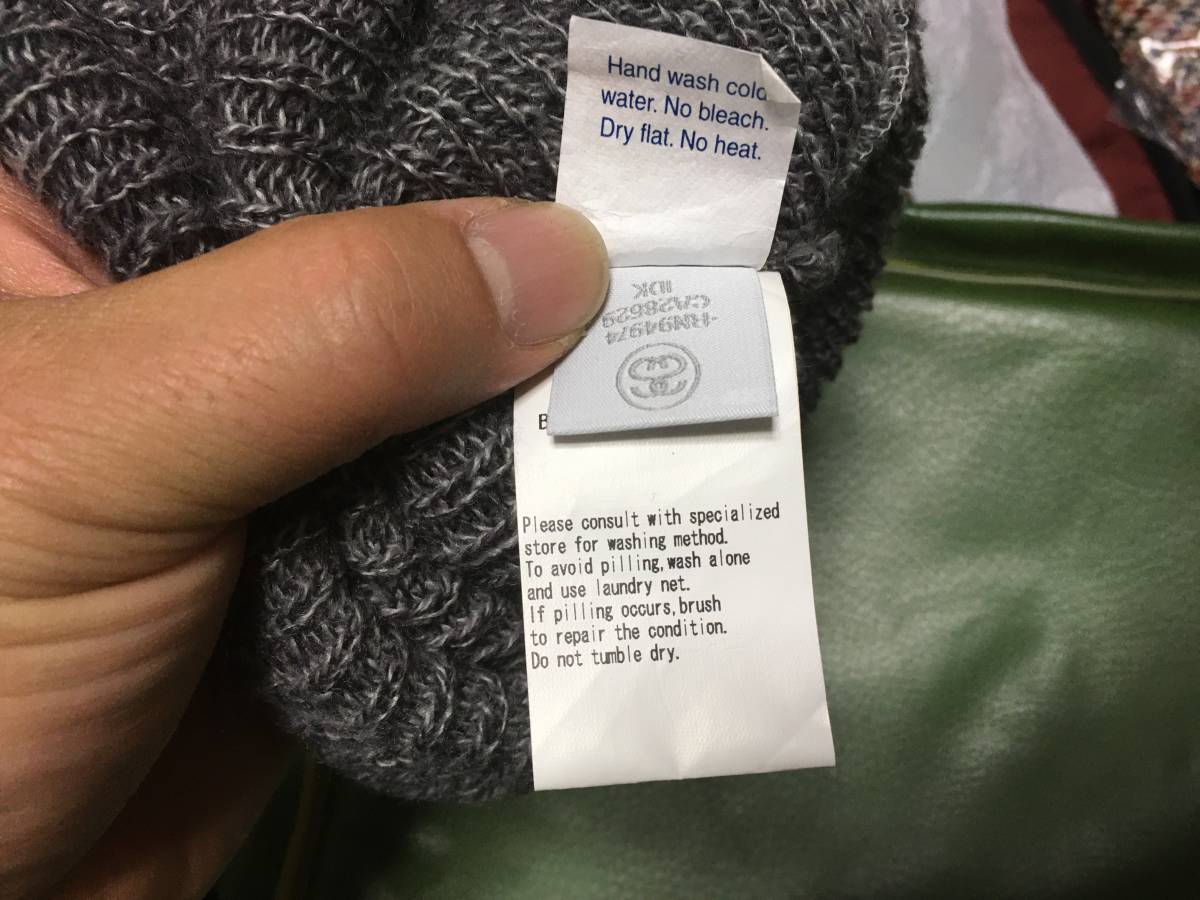 Hand wash cold
water. No bleach.
Dry flat. No heat.
IDK
CA28629
RN94974
B
Please consult with specialized
store for washing method.
To avoid pilling,wash alone
and use laundry net.
If pilling occurs,brush
to repair the condition.
Do not tumble dry.